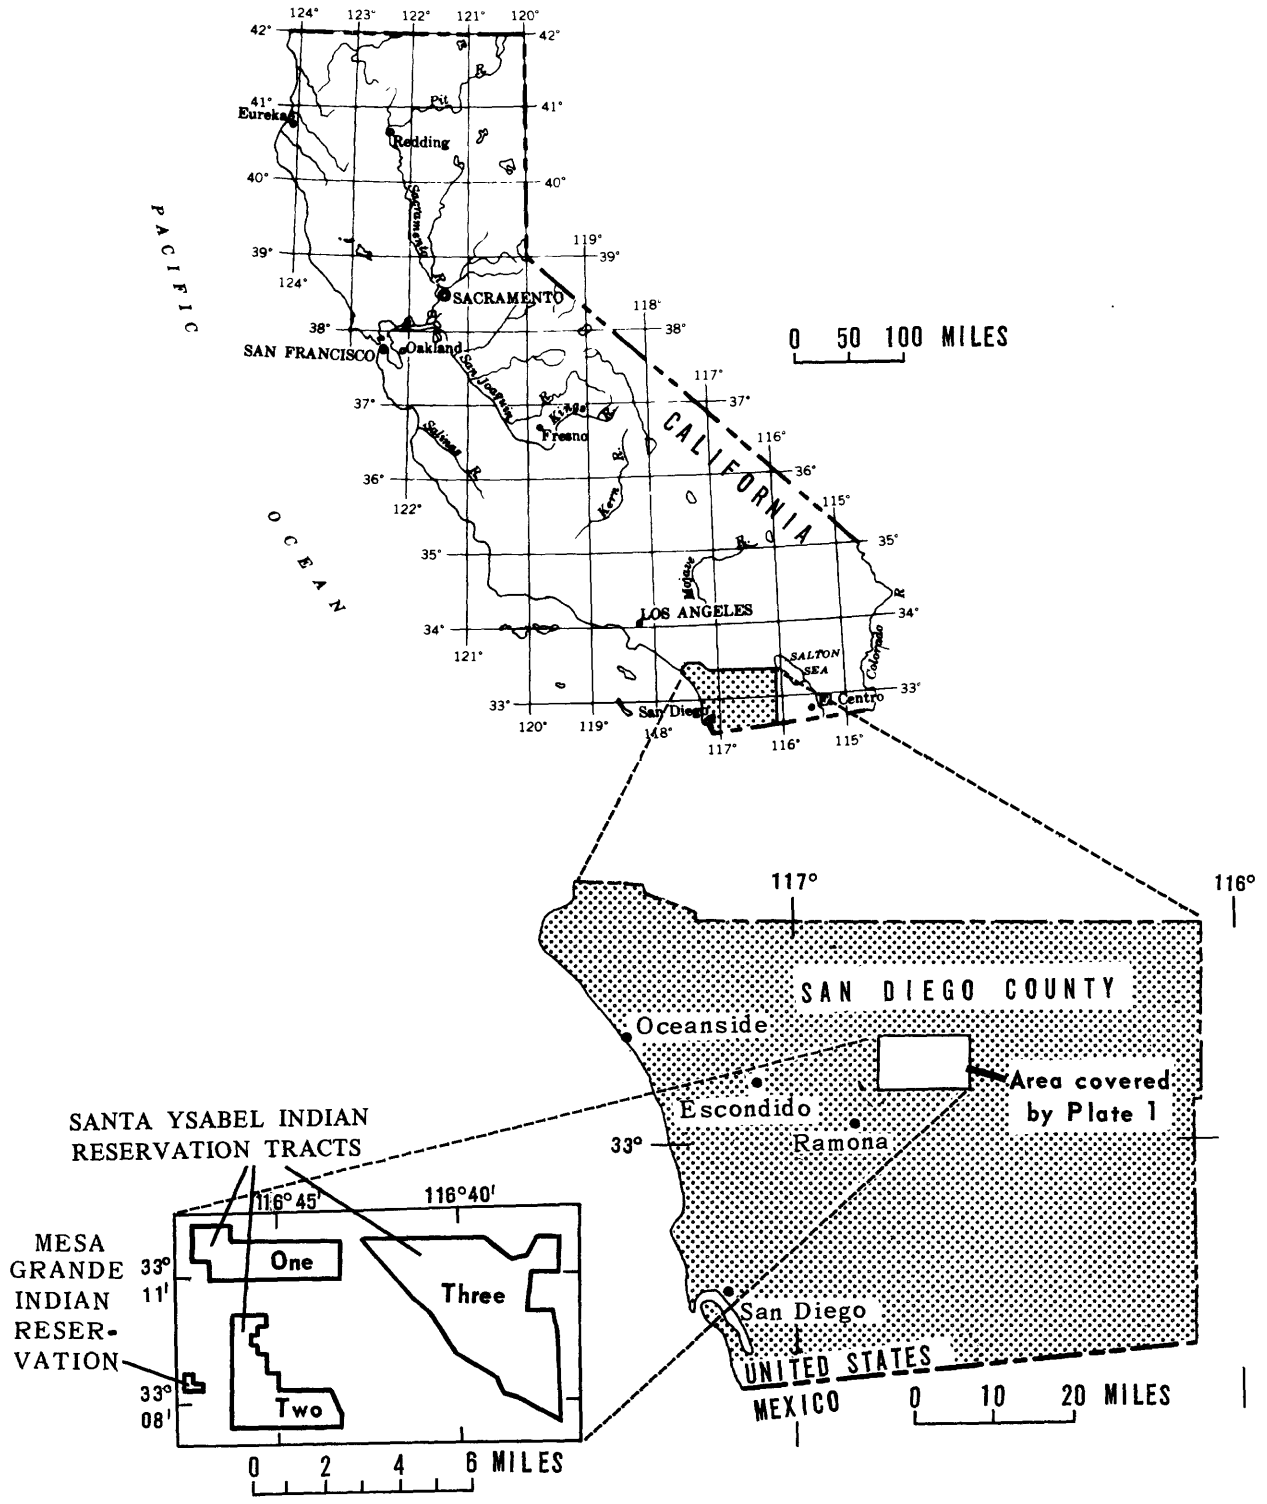 124° 123° 122° 121° 120°
42° 42°
R.
41° Pit 41°
Eureka
Redding
40° 40°
Sacramento R.
119°
39° 39°
124°
118°
SACRAMENTO
38° 38°
SAN FRANCISCO Oakland
0 50 100 MILES
San Joaquin R.
117°
37° 37°
Kings R.
Fresno
Salinas R.
CALIFORNIA
116°
36° 36°
Kern R.
122°
115°
35° 35°
Mojave R.
LOS ANGELES
34° 34°
121°
Colorado R
SALTON
SEA
33° 33°
San Diego El Centro
120° 119° 118° 117° 116° 115°
PACIFIC
OCEAN
117° 116°
SAN DIEGO COUNTY
Oceanside
Area covered
by Plate 1
Escondido
Ramona
33°
San Diego
UNITED STATES
MEXICO
0 10 20 MILES
SANTA YSABEL INDIAN
RESERVATION TRACTS
116° 45' 116° 40'
MESA
GRANDE
INDIAN
RESER-
VATION
33°
11'
One
Three
33°
08'
Two
0 2 4 6 MILES